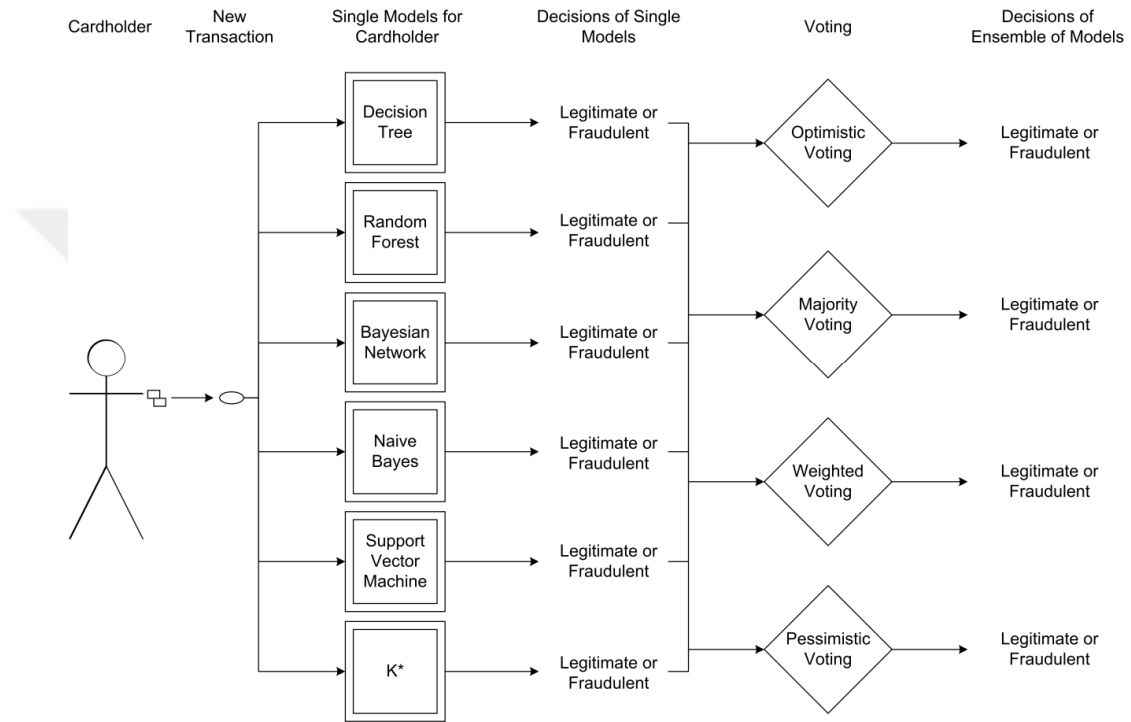 Cardholder
New
Transaction
Single Models for
Cardholder
Decisions of Single
Models
Voting
Decisions of
Ensemble of Models
Decision
Tree
Legitimate or
Fraudulent
Optimistic
Voting
Legitimate or
Fraudulent
Random
Forest
Legitimate or
Fraudulent
Majority
Voting
Legitimate or
Fraudulent
Bayesian
Network
Legitimate or
Fraudulent
Naive
Bayes
Legitimate or
Fraudulent
Weighted
Voting
Legitimate or
Fraudulent
Support
Vector
Machine
Legitimate or
Fraudulent
K*
Legitimate or
Fraudulent
Pessimistic
Voting
Legitimate or
Fraudulent